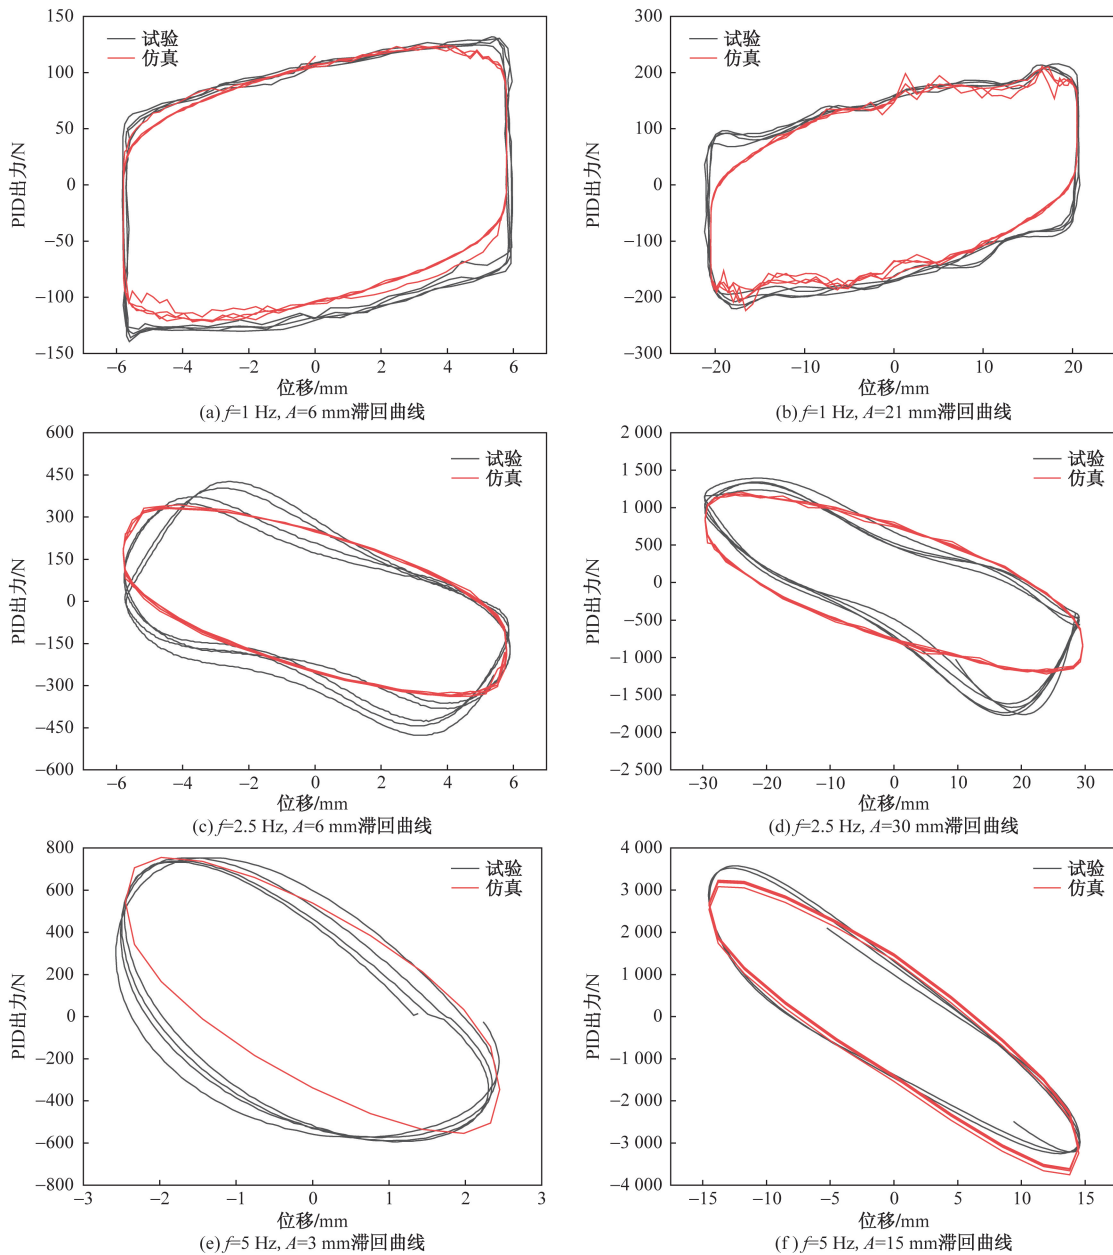 150
100
50
0
−50
−100
−150
PID出力/N
试验
仿真
−6 −4 −2 0 2 4 6
位移/mm
(a) f=1 Hz, A=6 mm滞回曲线
300
200
100
0
−100
−200
−300
PID出力/N
试验
仿真
−20 −10 0 10 20
位移/mm
(b) f=1 Hz, A=21 mm滞回曲线
600
450
300
150
0
−150
−300
−450
−600
PID出力/N
试验
仿真
−6 −4 −2 0 2 4 6
位移/mm
(c) f=2.5 Hz, A=6 mm滞回曲线
2 000
1 500
1 000
500
0
−500
−1 000
−1 500
−2 000
−2 500
PID出力/N
试验
仿真
−30 −20 −10 0 10 20 30
位移/mm
(d) f=2.5 Hz, A=30 mm滞回曲线
800
600
400
200
0
−200
−400
−600
−800
PID出力/N
试验
仿真
−3 −2 −1 0 1 2 3
位移/mm
(e) f=5 Hz, A=3 mm滞回曲线
4 000
3 000
2 000
1 000
0
−1 000
−2 000
−3 000
−4 000
PID出力/N
试验
仿真
−15 −10 −5 0 5 10 15
位移/mm
(f) f=5 Hz, A=15 mm滞回曲线